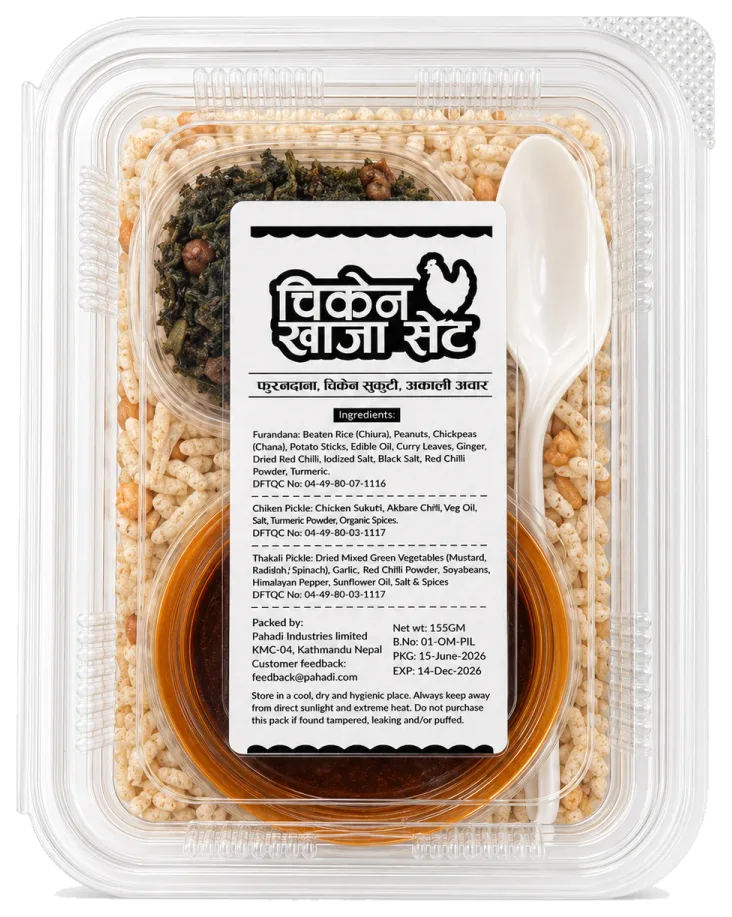 चिकेन
खाजा सेट
फुरनदाना, चिकेन सुकुटी, अकाली अचार
Ingredients:
Furandana: Beaten Rice (Chiura), Peanuts, Chickpeas
(Chana), Potato Sticks, Edible Oil, Curry Leaves, Ginger,
Dried Red Chilli, Iodized Salt, Black Salt, Red Chilli
Powder, Turmeric.
DFTQC No: 04-49-80-07-1116
Chiken Pickle: Chicken Sukuti, Akbare Chilli, Veg Oil,
Salt, Turmeric Powder, Organic Spices.
DFTQC No: 04-49-80-03-1117
Thakali Pickle: Dried Mixed Green Vegetables (Mustard,
Spinach), Garlic, Red Chilli Powder, Soyabeans,
Himalayan Pepper, Sunflower Oil, Salt & Spices
DFTQC No: 04-49-80-03-1117
Packed by:
Pahadi Industries limited
KMC-04, Kathmandu Nepal
Customer feedback:
feedback@pahadi.com
Net wt: 155GM
B.No: 01-OM-PIL
PKG: 15-June-2026
EXP: 14-Dec-2026
Store in a cool, dry and hygienic place. Always keep away
from direct sunlight and extreme heat. Do not purchase
this pack if found tampered, leaking and/or puffed.